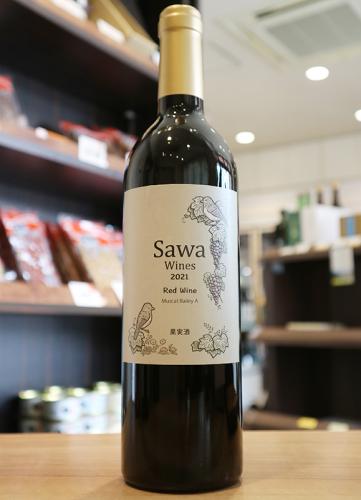 Sawa
Wines
2021
Red Wine
Muscat Bailey A
果実酒